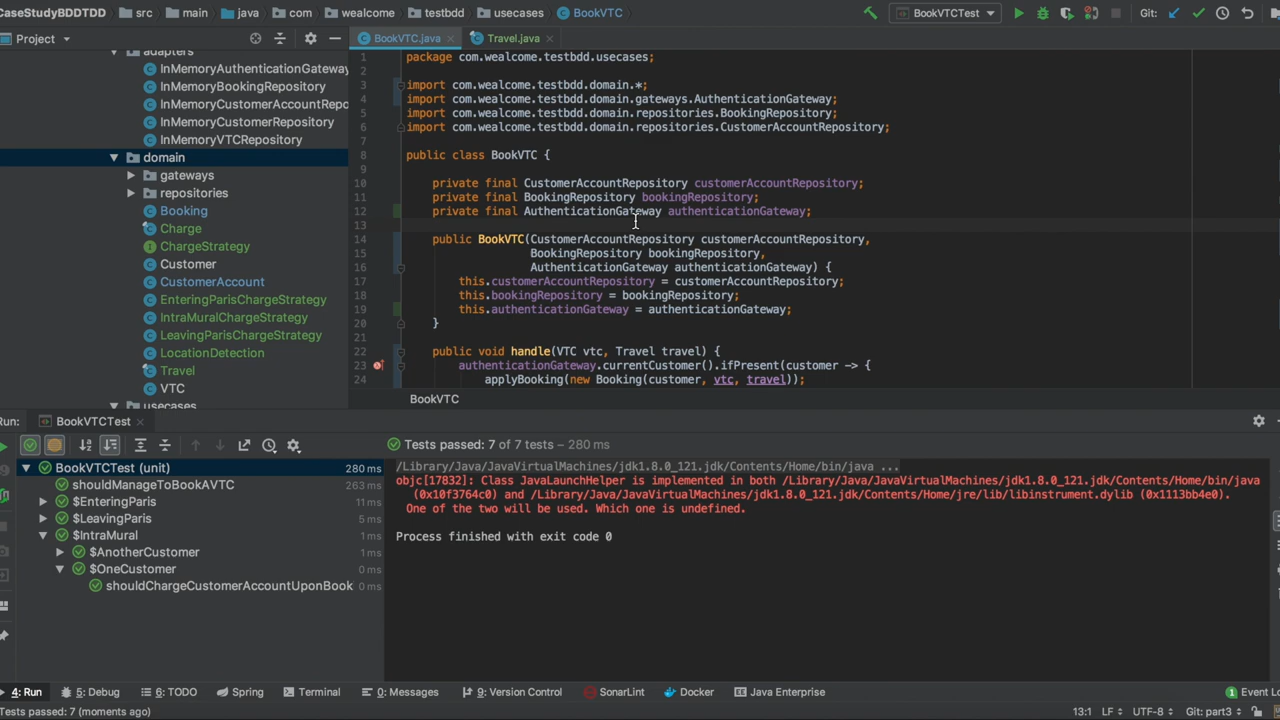 CaseStudyBDDTDD src main java com wealcome testbdd usecases BookVTC BookVTCTest Git:
Project BookVTC.java Travel.java
adapters
InMemoryAuthenticationGateway
InMemoryBookingRepository
InMemoryCustomerAccountRepo
InMemoryCustomerRepository
InMemoryVTCRepository
domain
gateways
repositories
Booking
Charge
ChargeStrategy
Customer
CustomerAccount
EnteringParisChargeStrategy
IntraMuralChargeStrategy
LeavingParisChargeStrategy
LocationDetection
Travel
VTC
usecases
1 package com.wealcome.testbdd.usecases;
2
3 import com.wealcome.testbdd.domain.*;
4 import com.wealcome.testbdd.domain.gateways.AuthenticationGateway;
5 import com.wealcome.testbdd.domain.repositories.BookingRepository;
6 import com.wealcome.testbdd.domain.repositories.CustomerAccountRepository;
7
8 public class BookVTC {
9
10 private final CustomerAccountRepository customerAccountRepository;
11 private final BookingRepository bookingRepository;
12 private final AuthenticationGateway authenticationGateway;
13
14 public BookVTC(CustomerAccountRepository customerAccountRepository,
15 BookingRepository bookingRepository,
16 AuthenticationGateway authenticationGateway) {
17 this.customerAccountRepository = customerAccountRepository;
18 this.bookingRepository = bookingRepository;
19 this.authenticationGateway = authenticationGateway;
20 }
21
22 public void handle(VTC vtc, Travel travel) {
23 authenticationGateway.currentCustomer().ifPresent(customer -> {
24 applyBooking(new Booking(customer, vtc, travel));
BookVTC
Run: BookVTCTest
Tests passed: 7 of 7 tests – 280 ms
BookVTCTest (unit) 280 ms
shouldManageToBookAVTC 263 ms
$EnteringParis 11 ms
$LeavingParis 5 ms
$IntraMural 1 ms
$AnotherCustomer 1 ms
$OneCustomer 0 ms
shouldChargeCustomerAccountUponBook 0 ms
/Library/Java/JavaVirtualMachines/jdk1.8.0_121.jdk/Contents/Home/bin/java ...
objc[17832]: Class JavaLaunchHelper is implemented in both /Library/Java/JavaVirtualMachines/jdk1.8.0_121.jdk/Contents/Home/bin/java
(0x10f3764c0) and /Library/Java/JavaVirtualMachines/jdk1.8.0_121.jdk/Contents/Home/jre/lib/libinstrument.dylib (0x1113bb4e0).
One of the two will be used. Which one is undefined.
Process finished with exit code 0
4: Run 5: Debug 6: TODO Spring Terminal 0: Messages 9: Version Control SonarLint Docker Java Enterprise 1 Event Lo
Tests passed: 7 (moments ago) 13:1 LF UTF-8 Git: part3